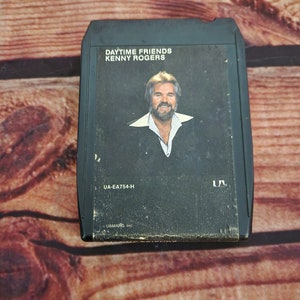 DAYTIME FRIENDS
KENNY ROGERS
UA-EA754-H
UA